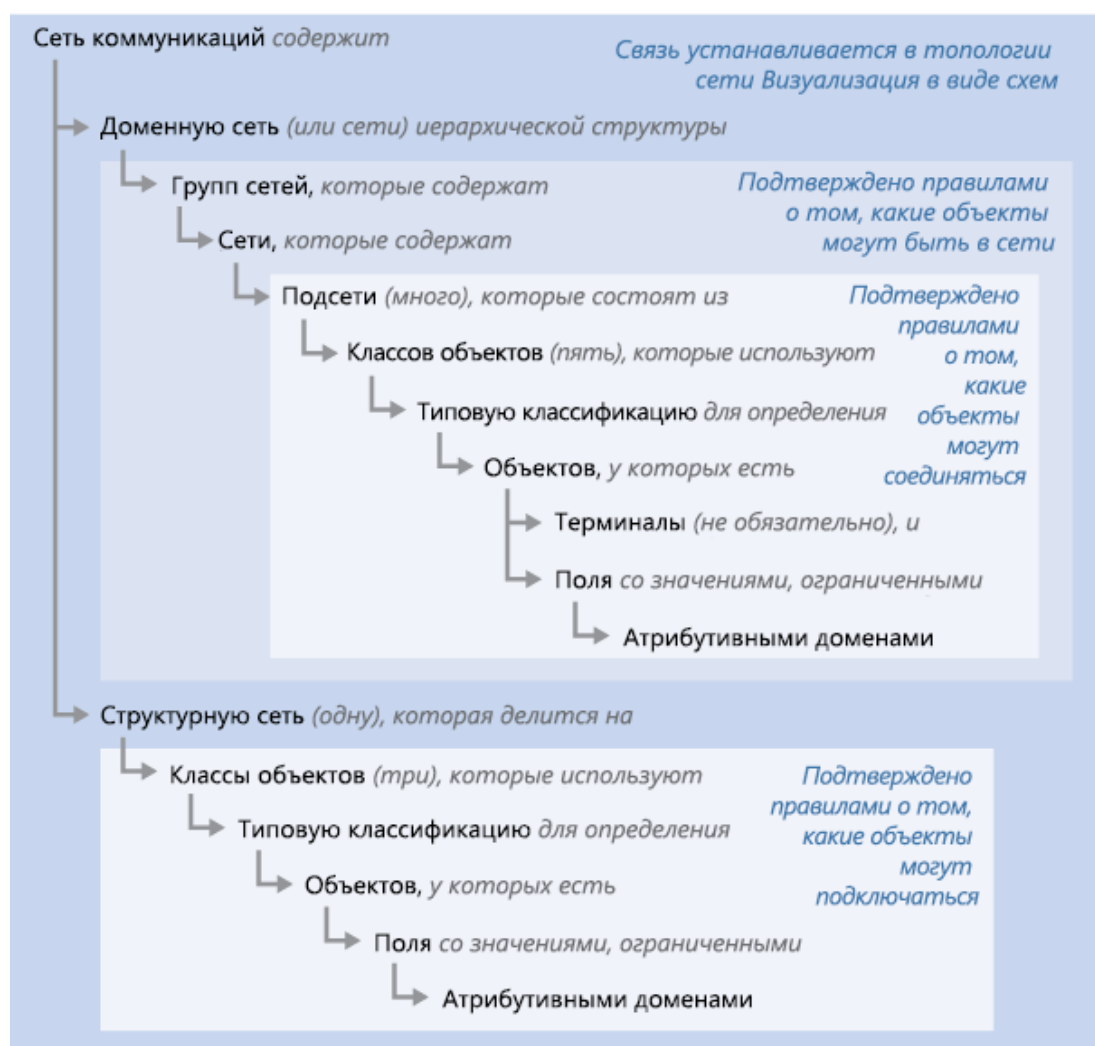 Сеть коммуникаций содержит
Связь устанавливается в топологии
сети Визуализация в виде схем
Доменную сеть (или сети) иерархической структуры
Групп сетей, которые содержат
Подтверждено правилами
о том, какие объекты
могут быть в сети
Сети, которые содержат
Подсети (много), которые состоят из
Подтверждено
правилами
о том,
какие
объекты
могут
соединяться
Классов объектов (пять), которые используют
Типовую классификацию для определения
Объектов, у которых есть
Терминалы (не обязательно), и
Поля со значениями, ограниченными
Атрибутивными доменами
Структурную сеть (одну), которая делится на
Классы объектов (три), которые используют
Подтверждено
правилами о том,
какие объекты
могут
подключаться
Типовую классификацию для определения
Объектов, у которых есть
Поля со значениями, ограниченными
Атрибутивными доменами